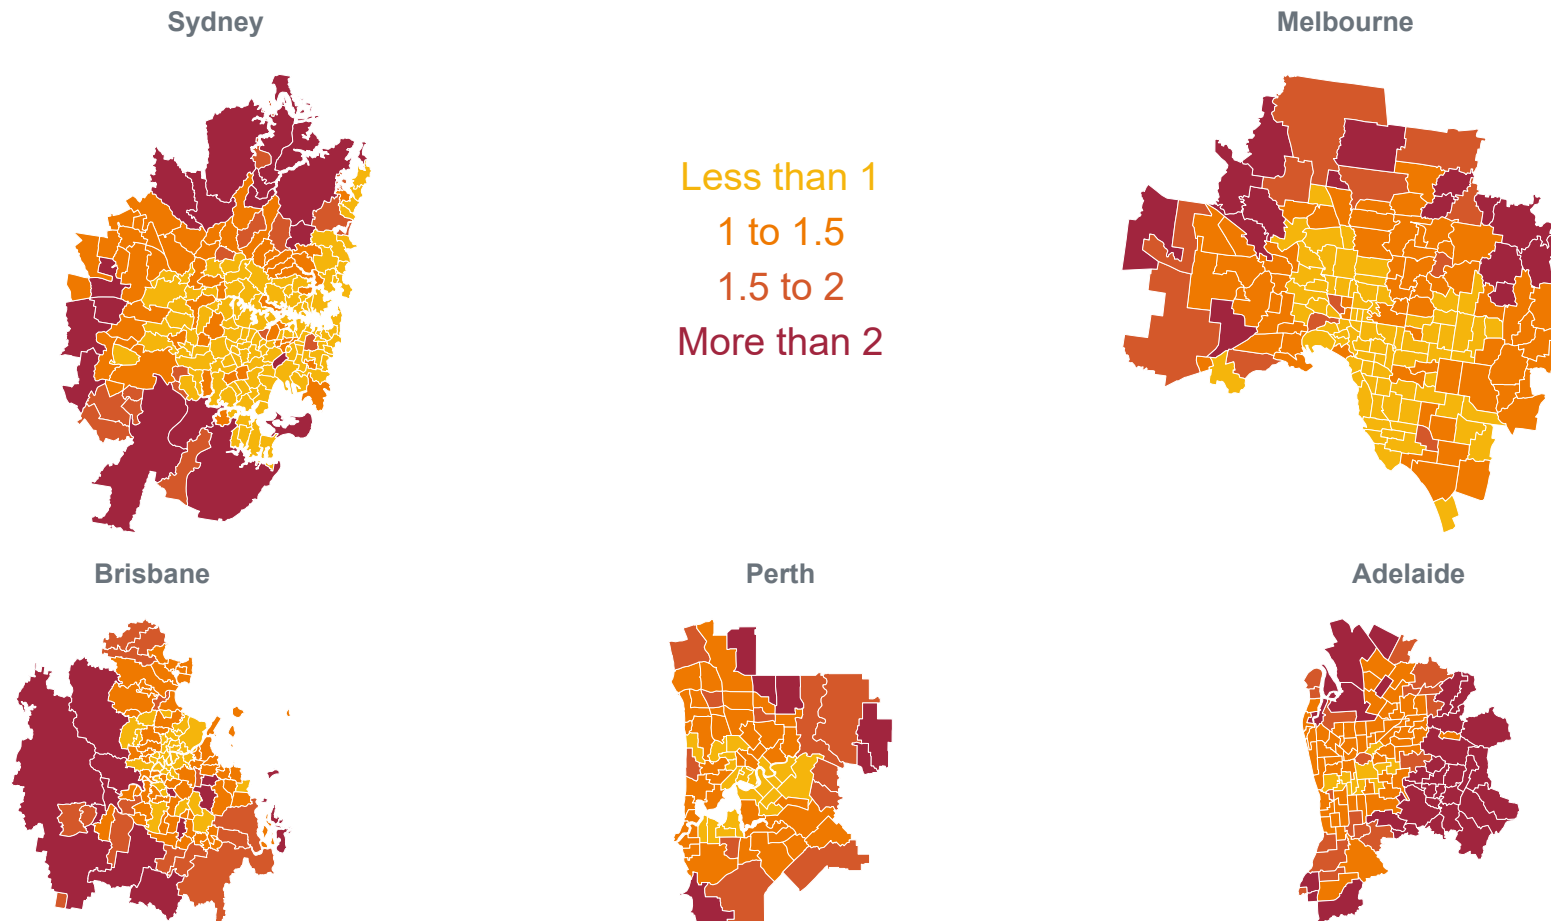 Sydney
Melbourne
Less than 1
1 to 1.5
1.5 to 2
More than 2
Brisbane
Perth
Adelaide